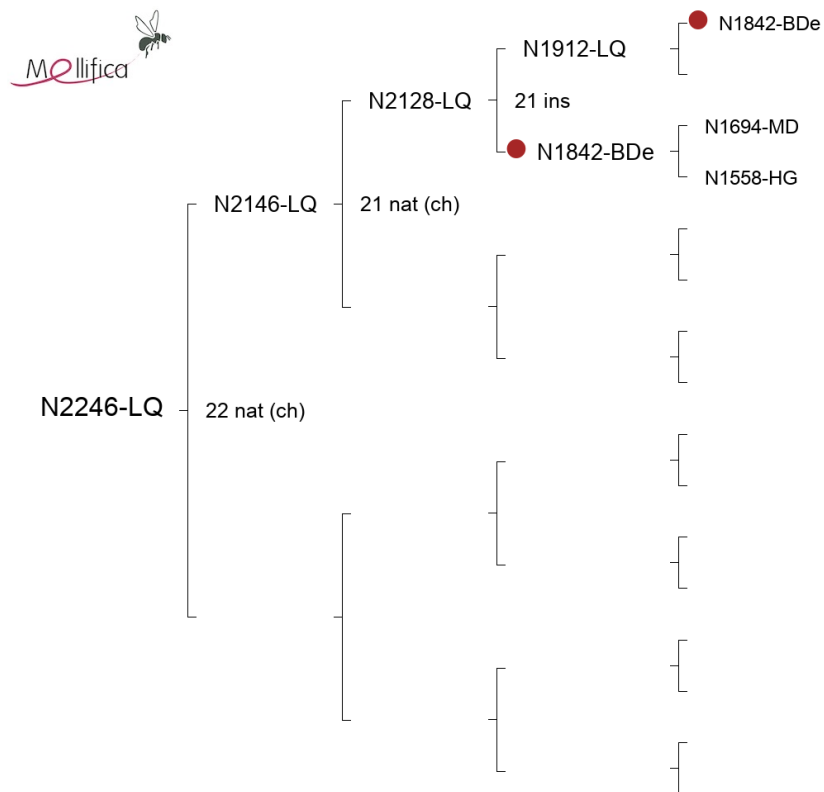 Mellifica
N1842-BDe
N1912-LQ
N2128-LQ
21 ins
N1694-MD
N1842-BDe
N1558-HG
N2146-LQ
21 nat (ch)
N2246-LQ
22 nat (ch)